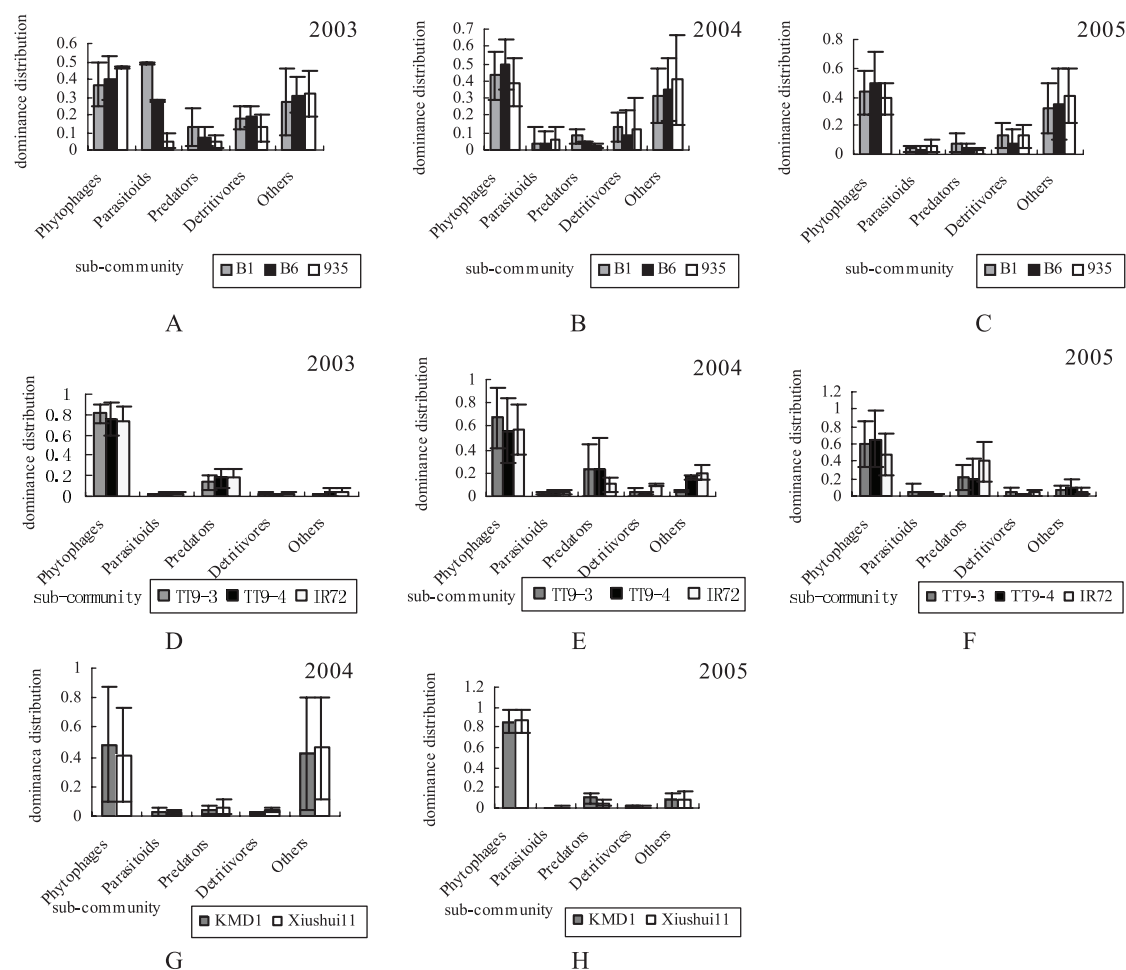 2003
dominance distribution
0.6
0.5
0.4
0.3
0.2
0.1
0
Phytophages
Parasitoids
Predators
Detritivores
Others
sub-community
B1 B6 935
A
2004
dominance distribution
0.7
0.6
0.5
0.4
0.3
0.2
0.1
0
Phytophages
Parasitoids
Predators
Detritivores
Others
sub-community
B1 B6 935
B
2005
dominance distribution
0.8
0.6
0.4
0.2
0
Phytophages
Parasitoids
Predators
Detritivores
Others
sub-community
B1 B6 935
C
2003
dominance distribution
1
0.8
0.6
0.4
0.2
0
Phytophages
Parasitoids
Predators
Detritivores
Others
sub-community
TT9-3 TT9-4 IR72
D
2004
dominance distribution
1
0.8
0.6
0.4
0.2
0
Phytophages
Parasitoids
Predators
Detritivores
Others
sub-community
TT9-3 TT9-4 IR72
E
2005
dominance distribution
1.2
1
0.8
0.6
0.4
0.2
0
Phytophages
Parasitoids
Predators
Detritivores
Others
sub-community
TT9-3 TT9-4 IR72
F
2004
dominanca distribution
1
0.8
0.6
0.4
0.2
0
Phytophages
Parasitoids
Predators
Detritivores
Others
sub-community
KMD1 Xiushui11
G
2005
dominance distribution
1.2
1
0.8
0.6
0.4
0.2
0
Phytophages
Parasitoids
Predators
Detritivores
Others
sub-community
KMD1 Xiushui11
H